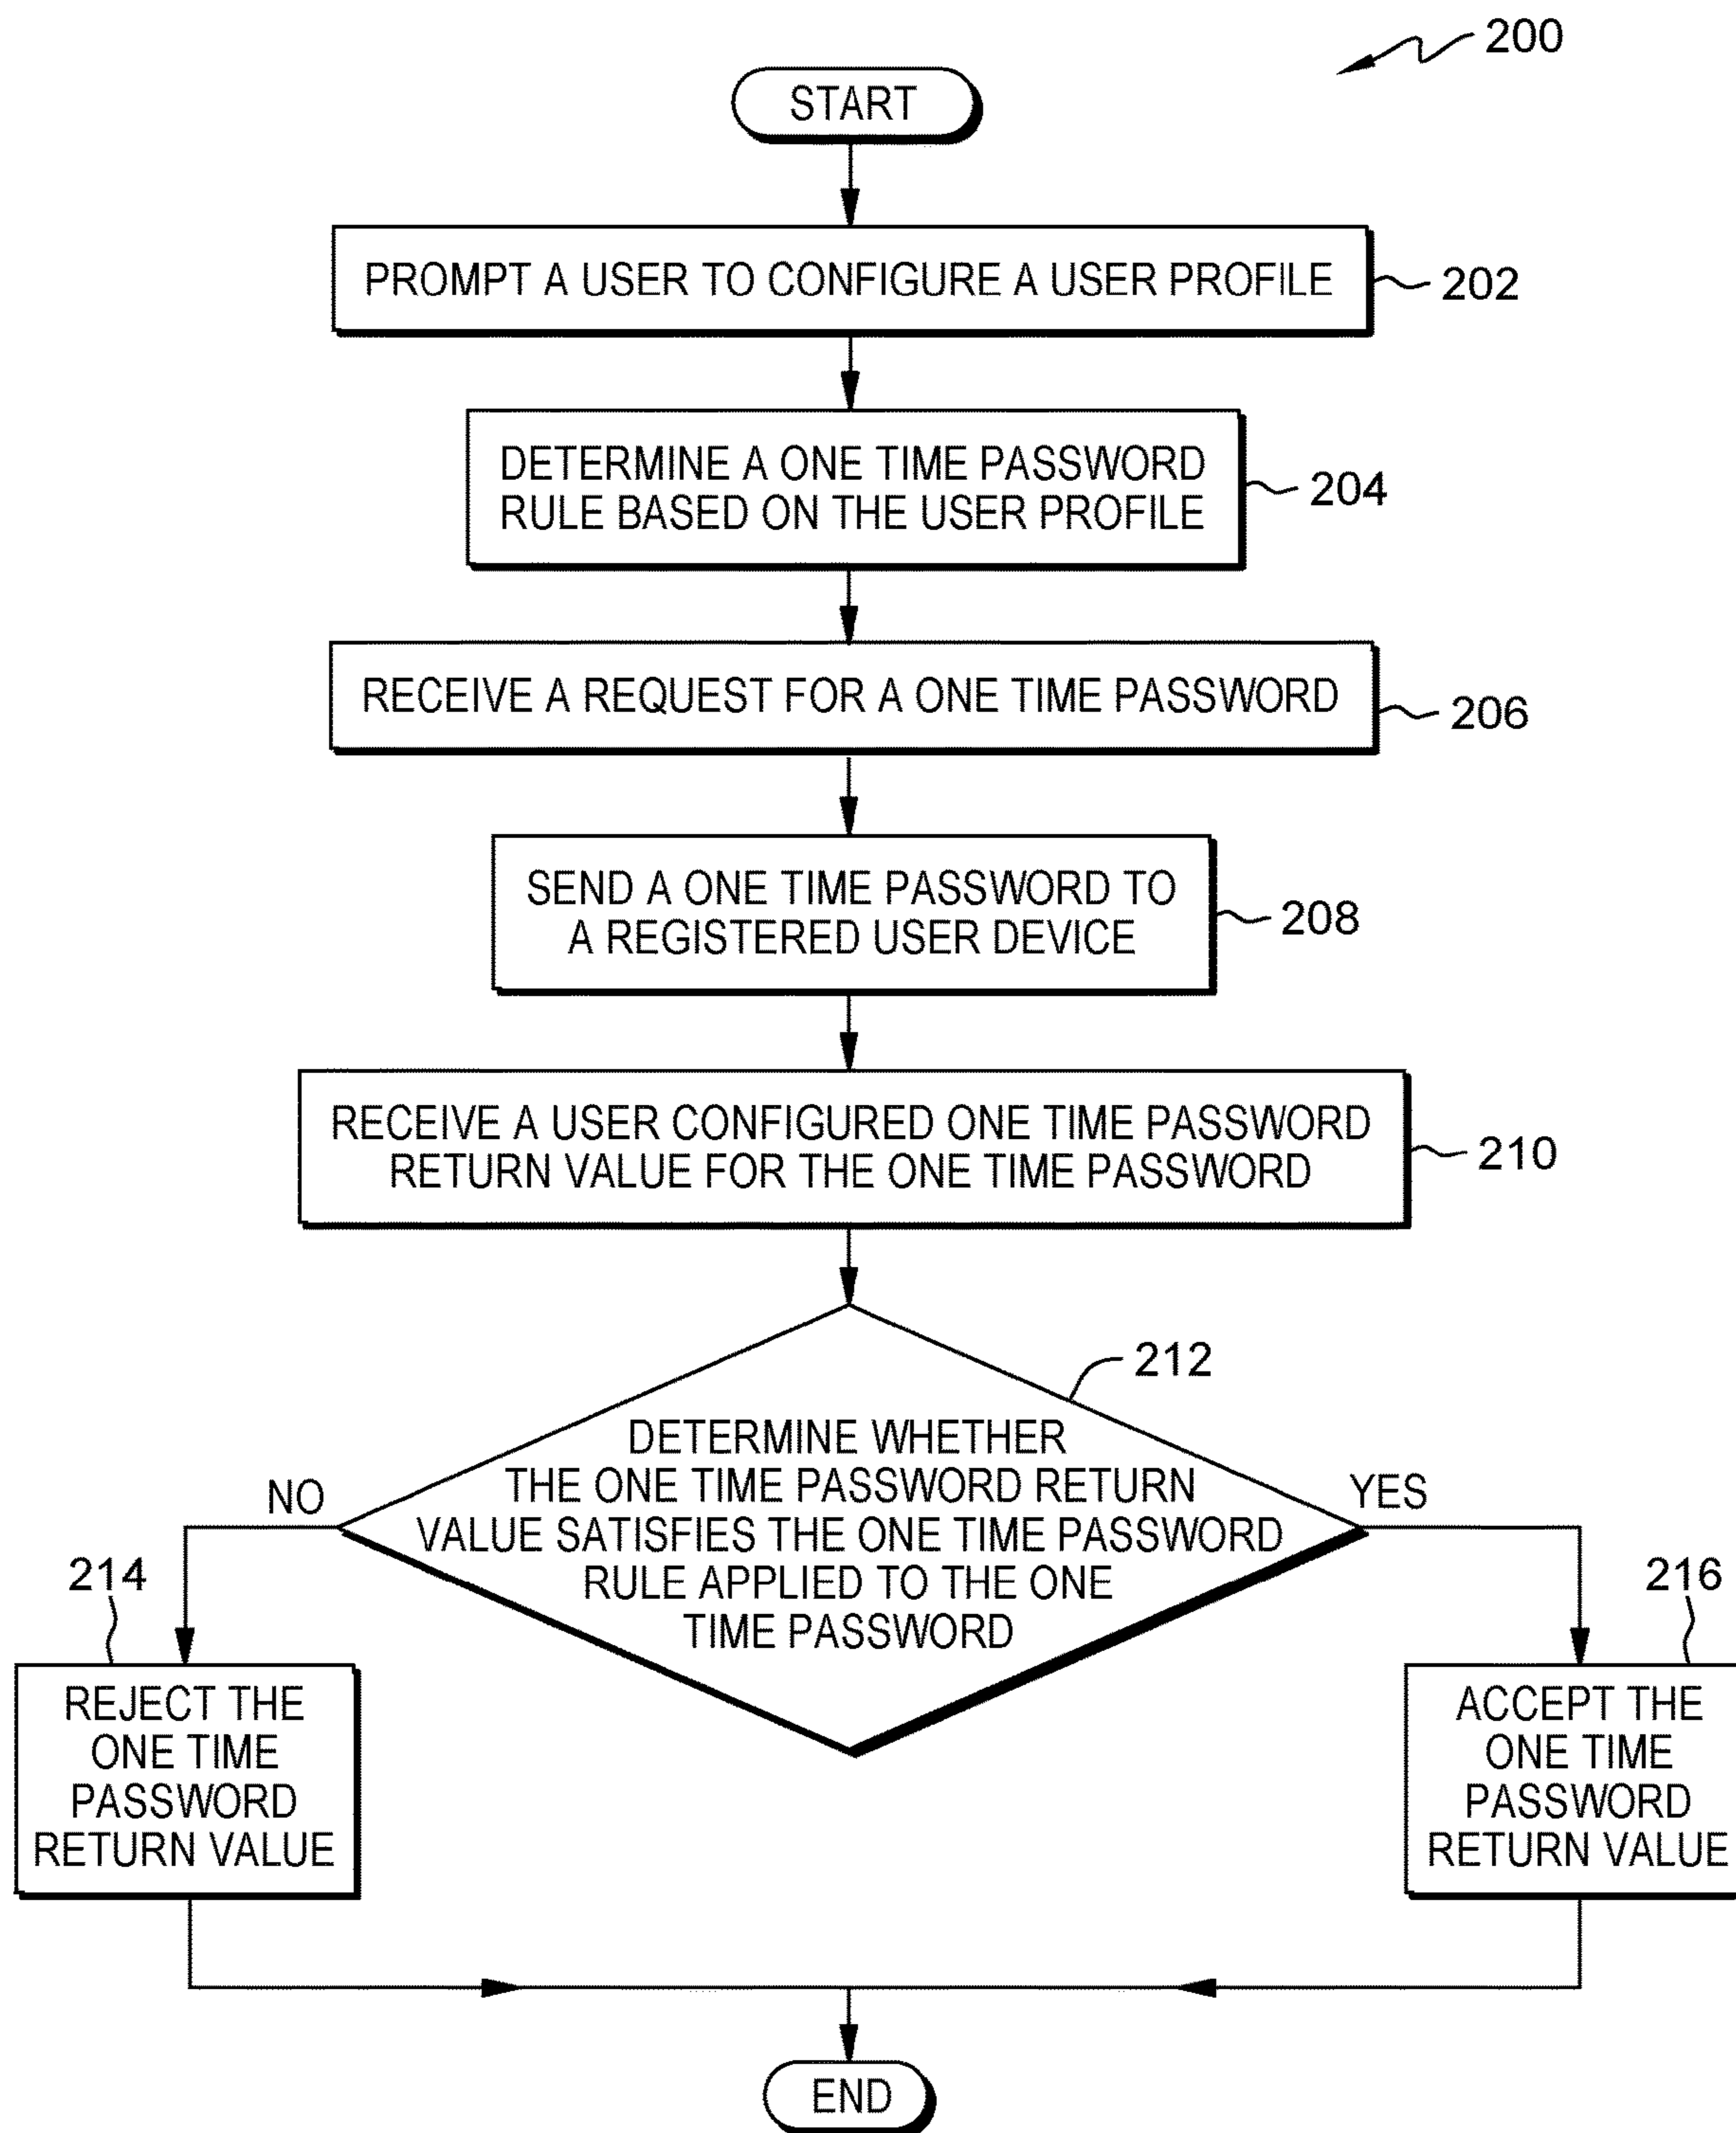 200
START
PROMPT A USER TO CONFIGURE A USER PROFILE
202
DETERMINE A ONE TIME PASSWORD
RULE BASED ON THE USER PROFILE
204
RECEIVE A REQUEST FOR A ONE TIME PASSWORD
206
SEND A ONE TIME PASSWORD TO
A REGISTERED USER DEVICE
208
RECEIVE A USER CONFIGURED ONE TIME PASSWORD
RETURN VALUE FOR THE ONE TIME PASSWORD
210
212
DETERMINE WHETHER
THE ONE TIME PASSWORD RETURN
VALUE SATISFIES THE ONE TIME PASSWORD
RULE APPLIED TO THE ONE
TIME PASSWORD
NO
YES
214
REJECT THE
ONE TIME
PASSWORD
RETURN VALUE
216
ACCEPT THE
ONE TIME
PASSWORD
RETURN VALUE
END